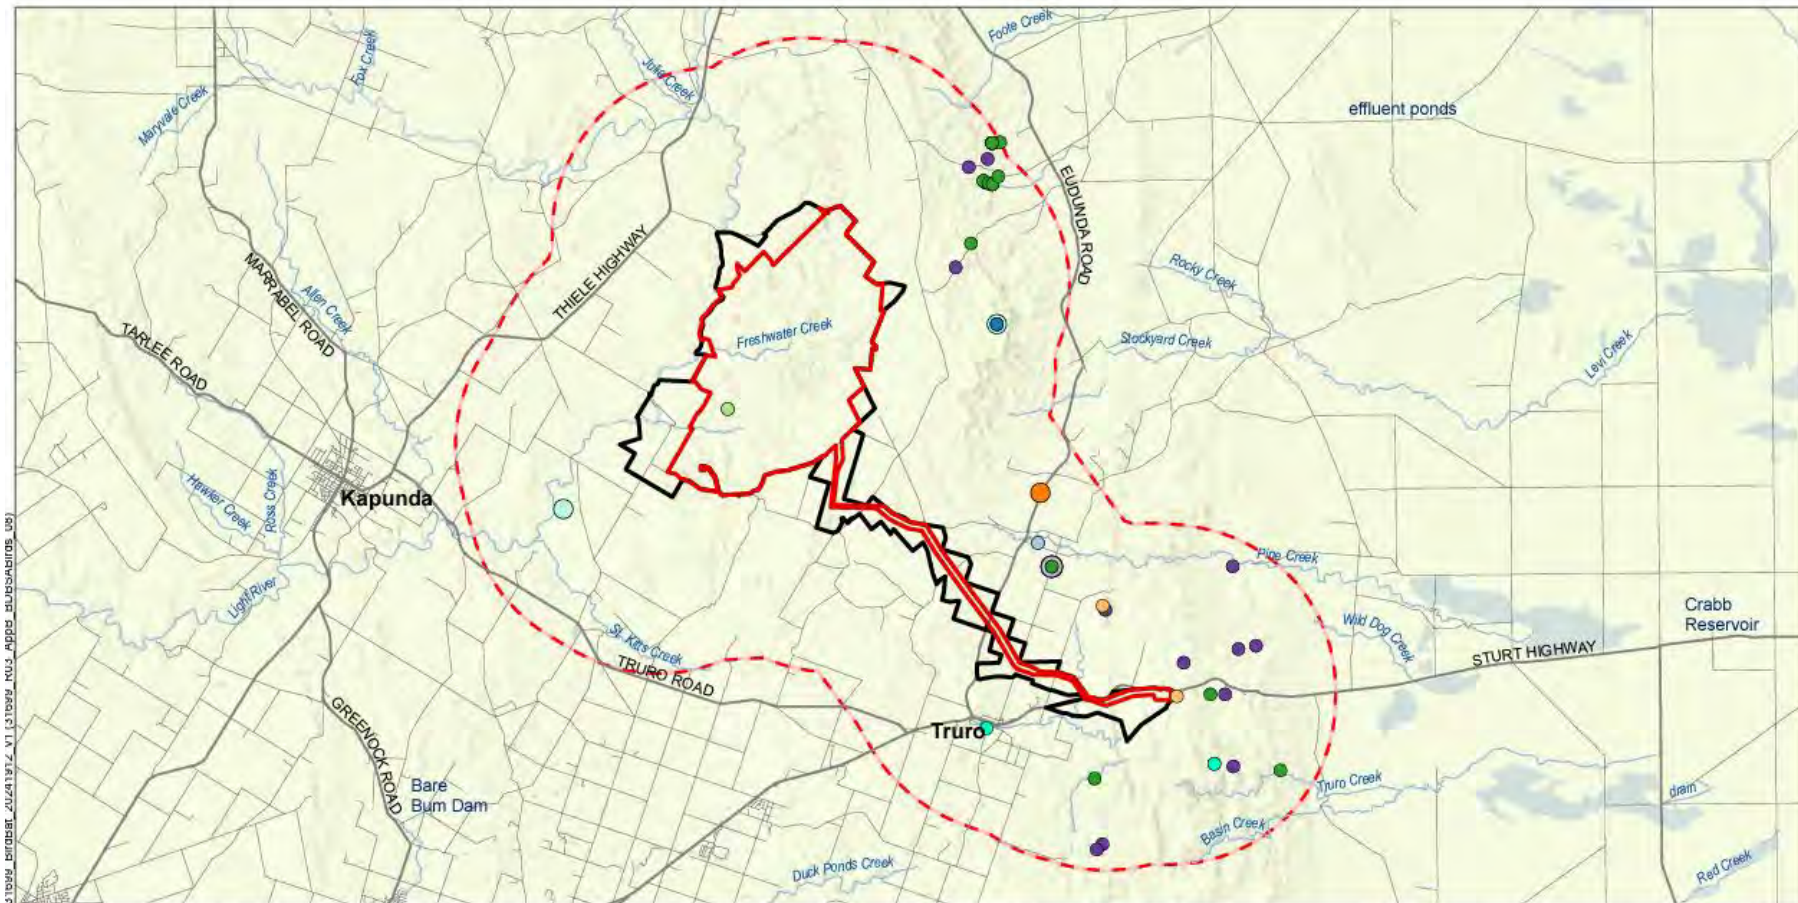 Foote Creek
Fox Creek
Julia Creek
Maryvale Creek
effluent ponds
EUDUNDA ROAD
THIELE HIGHWAY
MARRABEL ROAD
Allen Creek
Rocky Creek
TARLEE ROAD
Freshwater Creek
Stockyard Creek
Levi Creek
Kapunda
Hawker Creek
Ross Creek
Light River
Pine Creek
Crabb
Reservoir
Wild Dog Creek
St. Kitts Creek
TRURO ROAD
STURT HIGHWAY
GREENOCK ROAD
Truro
Bare
Bum Dam
Truro Creek
drain
Basin Creek
Duck Ponds Creek
Red Creek